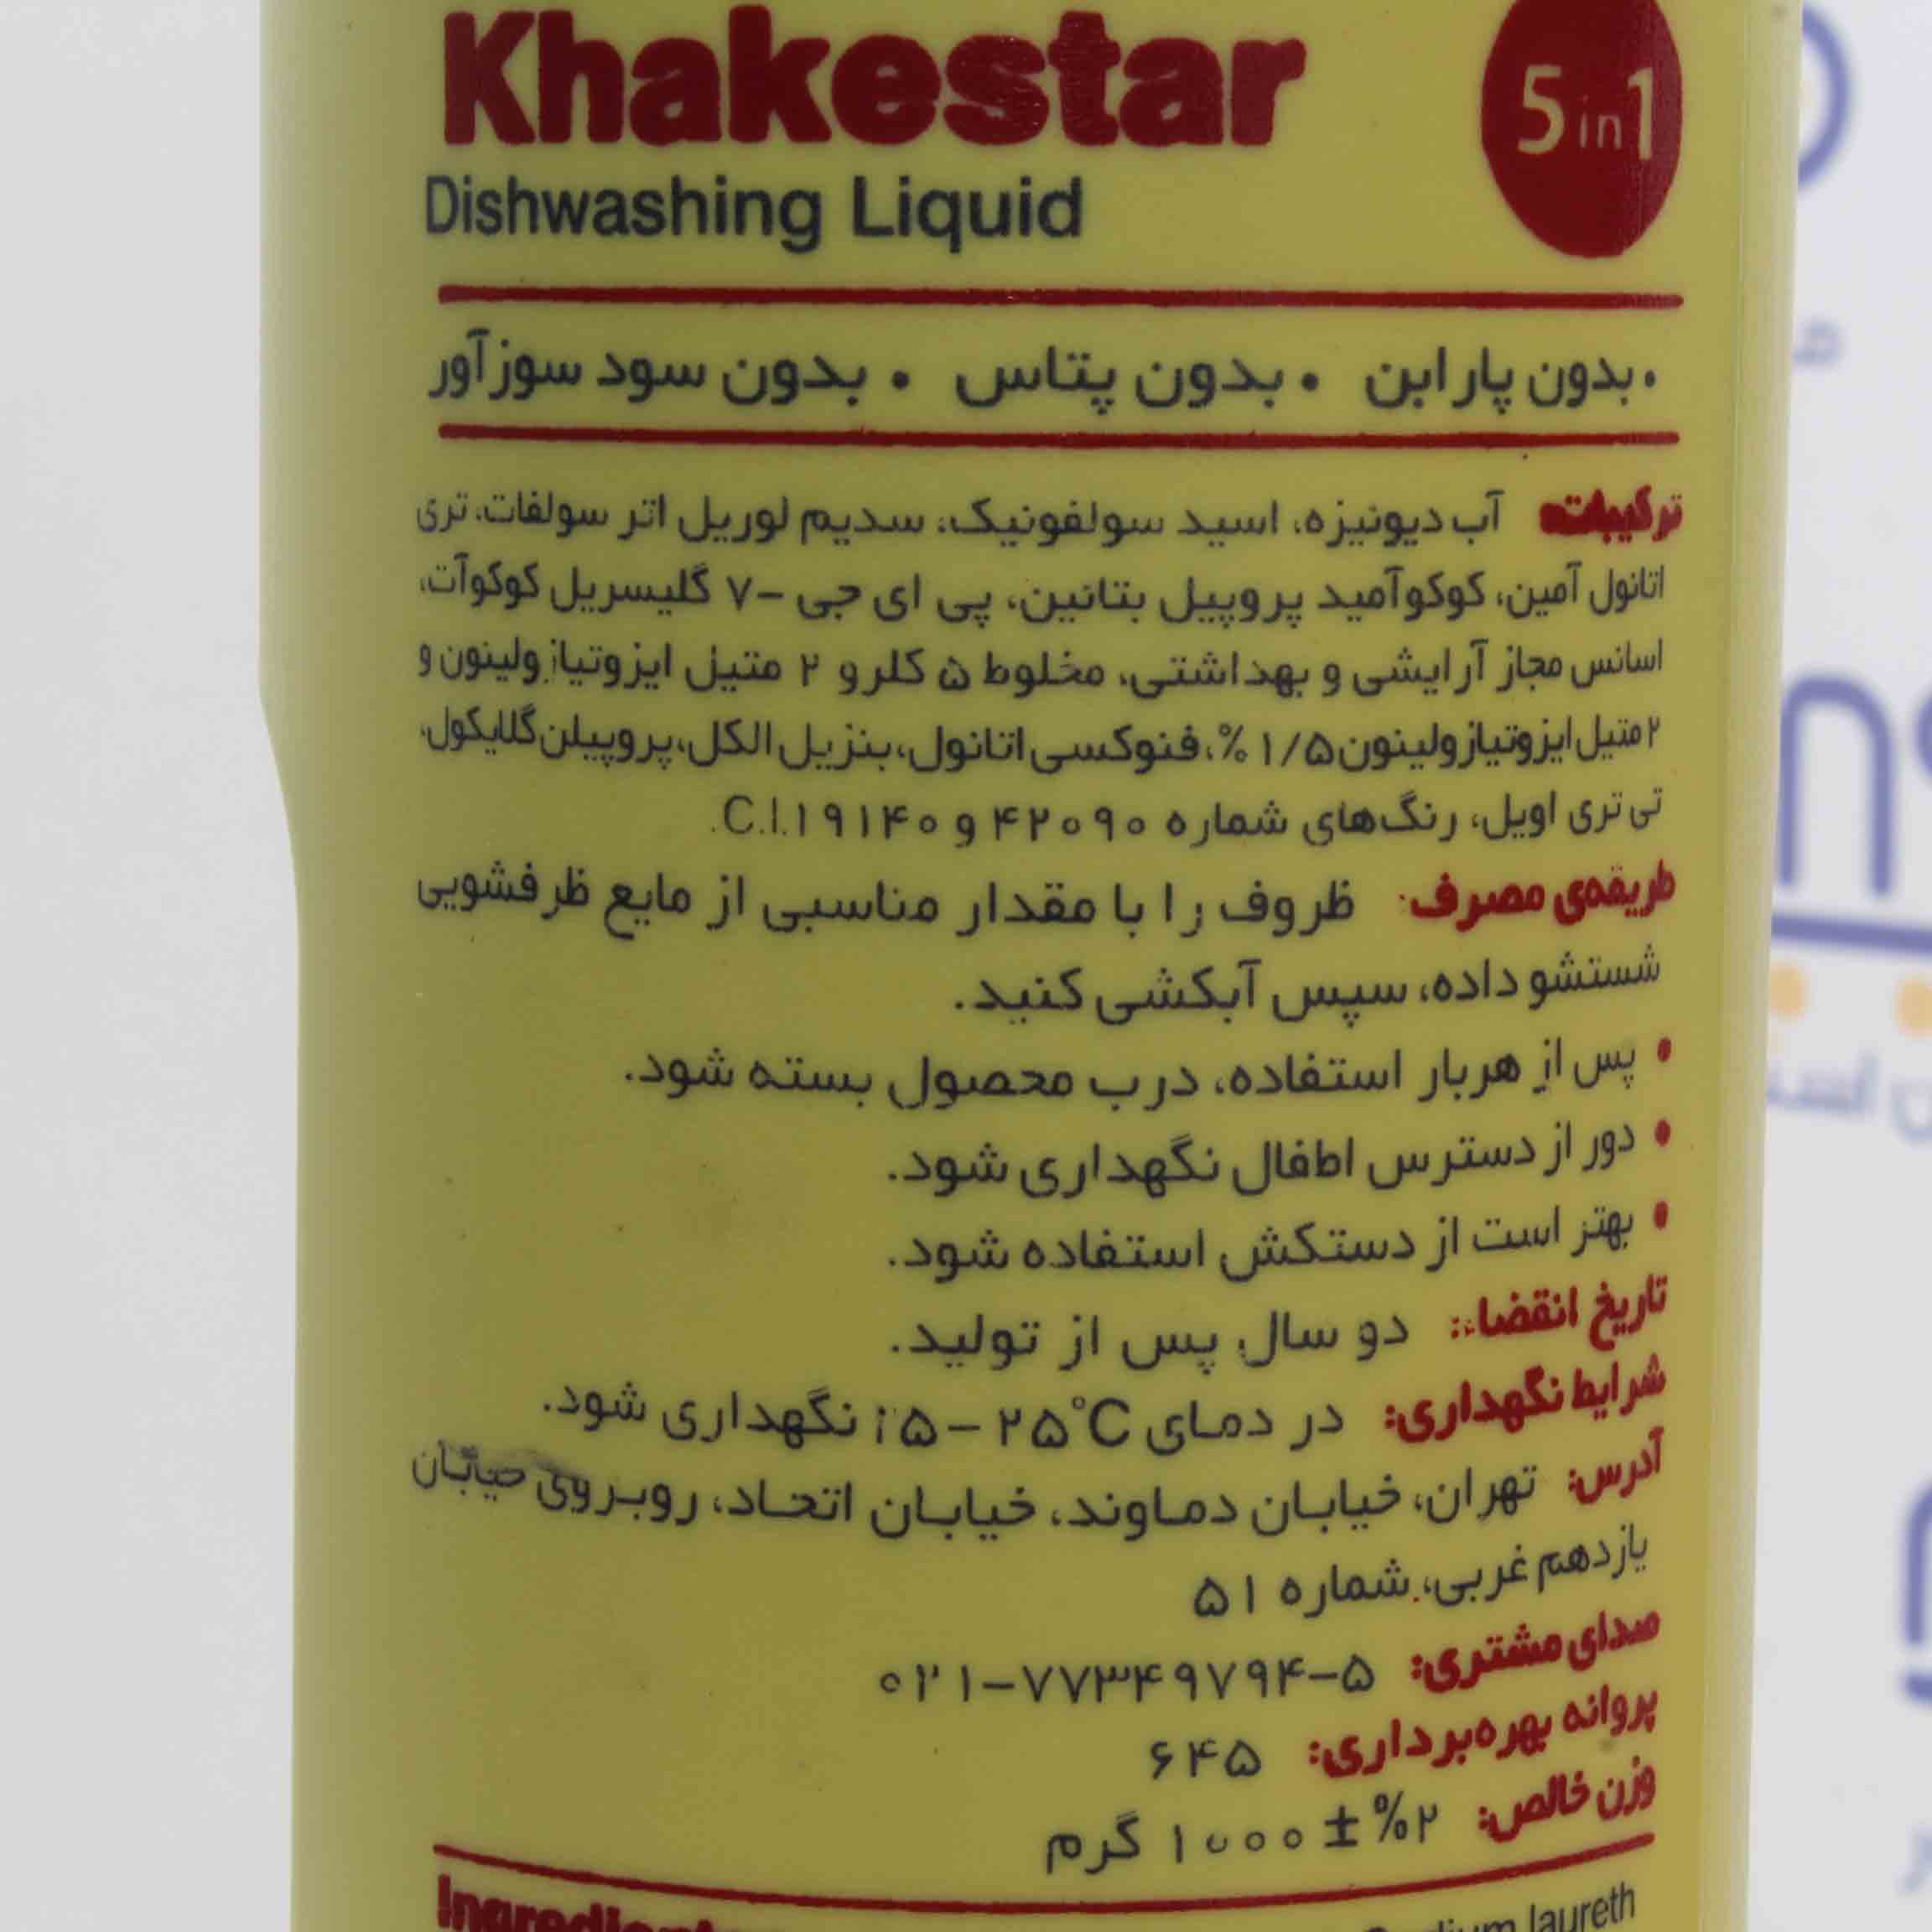 Khakestar
5 in 1
Dishwashing Liquid
• بدون پارابن • بدون پتاس • بدون سود سوزآور
ترکیبات: آب دیونیزه، اسید سولفونیک، سدیم لوریل اتر سولفات، تری
اتانول آمین، کوکوآمید پروپیل بتائین، پی ای جی -۷ گلیسریل کوکوآت،
اسانس مجاز آرایشی و بهداشتی، مخلوط ۵ کلرو ۲ متیل ایزوتیازولینون و
۲ متیل ایزوتیازولینون ۱/۵ %، فنوکسی اتانول، بنزیل الکل، پروپیلن گلایکول،
تی تری اویل، رنگ‌های شماره ۴۲۰۹۰ و ۱۹۱۴۰ C.I.
طریقه‌ی مصرف: ظروف را با مقدار مناسبی از مایع ظرفشویی
شستشو داده، سپس آبکشی کنید.
• پس از هربار استفاده، درب محصول بسته شود.
• دور از دسترس اطفال نگهداری شود.
• بهتر است از دستکش استفاده شود.
تاریخ انقضاء: دو سال پس از تولید.
شرایط نگهداری: در دمای ۲۵°C – ۱۵ نگهداری شود.
آدرس: تهران، خیابان دماوند، خیابان اتحاد، روبروی خیابان
یازدهم غربی، شماره ۵۱
صدای مشتری: ۰۲۱-۷۷۳۴۹۷۹۴-۵
پروانه بهره‌برداری: ۶۴۵
وزن خالص: ۲% ± ۱۰۰۰ گرم
laureth